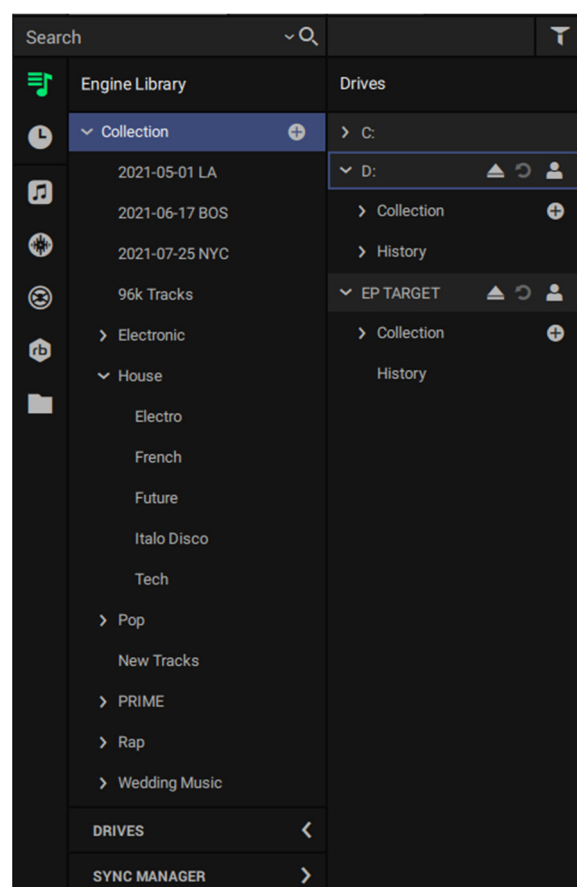 Search
Engine Library
Collection
2021-05-01 LA
2021-06-17 BOS
2021-07-25 NYC
96k Tracks
Electronic
House
Electro
French
Future
Italo Disco
Tech
Pop
New Tracks
PRIME
Rap
Wedding Music
DRIVES
SYNC MANAGER
Drives
C:
D:
Collection
History
EP TARGET
Collection
History
rb